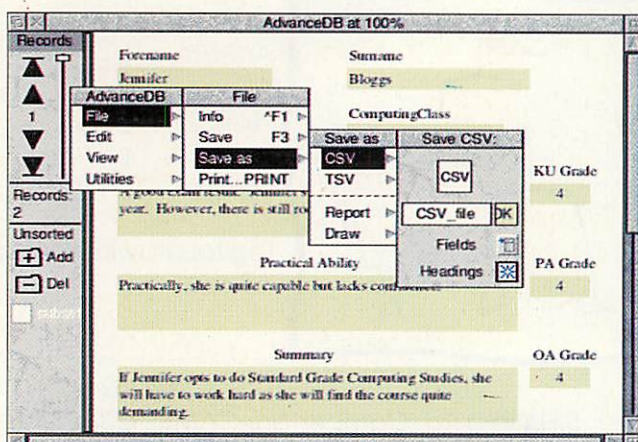 AdvanceDB at 100%
Records
Forename
Surname
Jennifer
Bloggs
1
AdvanceDB
File
Edit
View
Utilities
File
Info ^F1
Save F3
Save as
Print... PRINT
Save as
CSV
TSV
Report
Draw
Save CSV:
CSV
CSV_file OK
Fields
Headings
ComputingClass
KU Grade
4
A good exam result. Jennifer
year. However, there is still
Records:
2
Unsorted
Add
Del
subset
Practical Ability
PA Grade
Practically, she is quite capable but lacks
4
Summary
OA Grade
If Jennifer opts to do Standard Grade Computing Studies, she
will have to work hard as she will find the course quite
demanding.
4